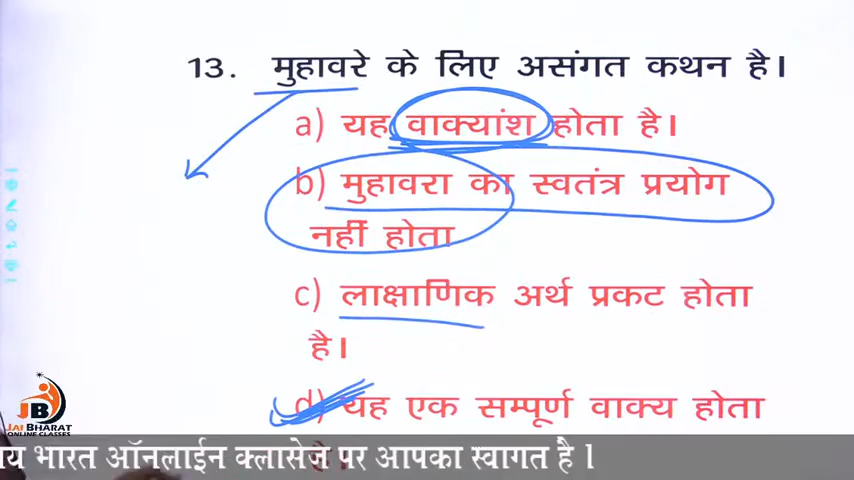 13. मुहावरे के लिए असंगत कथन है।
a) यह वाक्यांश होता है।
b) मुहावरा का स्वतंत्र प्रयोग
नहीं होता
c) लाक्षाणिक अर्थ प्रकट होता
है।
d) यह एक सम्पूर्ण वाक्य होता
है।
JB
JAI BHARAT
ONLINE CLASSES
य भारत ऑनलाईन क्लासेज पर आपका स्वागत है l